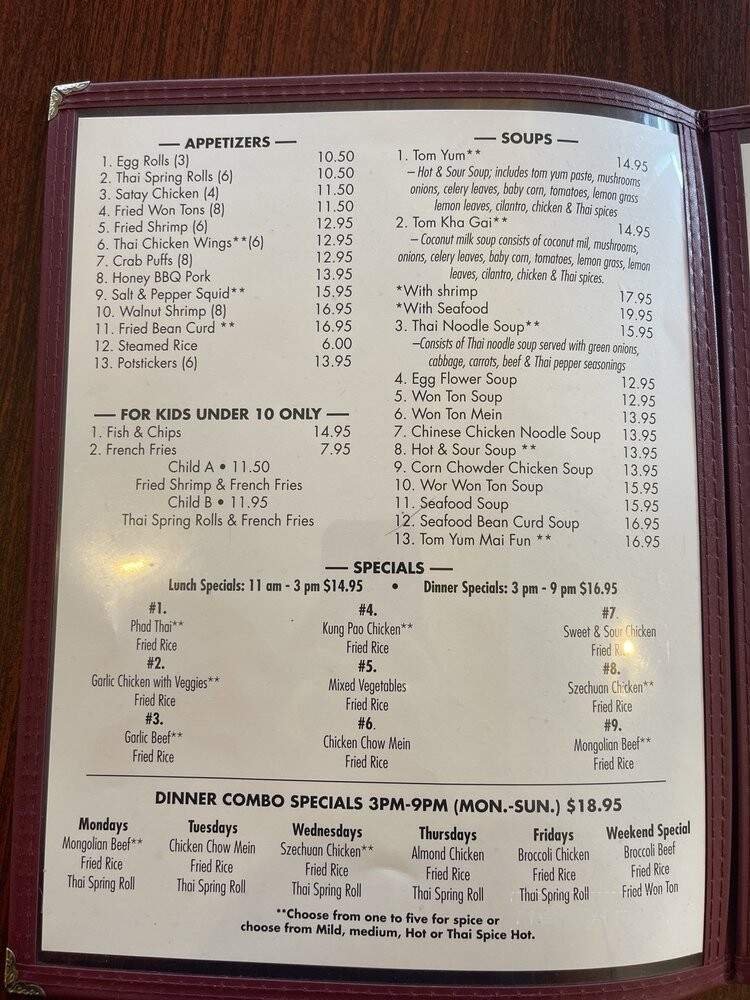 — APPETIZERS —
1. Egg Rolls (3) 10.50
2. Thai Spring Rolls (6) 10.50
3. Satay Chicken (4) 11.50
4. Fried Won Tons (8) 11.50
5. Fried Shrimp (6) 12.95
6. Thai Chicken Wings**(6) 12.95
7. Crab Puffs (8) 12.95
8. Honey BBQ Pork 13.95
9. Salt & Pepper Squid** 15.95
10. Walnut Shrimp (8) 16.95
11. Fried Bean Curd ** 16.95
12. Steamed Rice 6.00
13. Potstickers (6) 13.95
— FOR KIDS UNDER 10 ONLY —
1. Fish & Chips 14.95
2. French Fries 7.95
Child A • 11.50
Fried Shrimp & French Fries
Child B • 11.95
Thai Spring Rolls & French Fries
— SOUPS —
1. Tom Yum** 14.95
– Hot & Sour Soup; includes tom yum paste, mushrooms
onions, celery leaves, baby corn, tomatoes, lemon grass
lemon leaves, cilantro, chicken & Thai spices
2. Tom Kha Gai** 14.95
– Coconut milk soup consists of coconut mil, mushrooms,
onions, celery leaves, baby corn, tomatoes, lemon grass, lemon
leaves, cilantro, chicken & Thai spices.
*With shrimp 17.95
*With Seafood 19.95
3. Thai Noodle Soup** 15.95
–Consists of Thai noodle soup served with green onions,
cabbage, carrots, beef & Thai pepper seasonings
4. Egg Flower Soup 12.95
5. Won Ton Soup 12.95
6. Won Ton Mein 13.95
7. Chinese Chicken Noodle Soup 13.95
8. Hot & Sour Soup ** 13.95
9. Corn Chowder Chicken Soup 13.95
10. Wor Won Ton Soup 15.95
11. Seafood Soup 15.95
12. Seafood Bean Curd Soup 16.95
13. Tom Yum Mai Fun ** 16.95
— SPECIALS —
Lunch Specials: 11 am - 3 pm $14.95 • Dinner Specials: 3 pm - 9 pm $16.95
#1.
Phad Thai**
Fried Rice
#2.
Garlic Chicken with Veggies**
Fried Rice
#3.
Garlic Beef**
Fried Rice
#4.
Kung Pao Chicken**
Fried Rice
#5.
Mixed Vegetables
Fried Rice
#6.
Chicken Chow Mein
Fried Rice
#7.
Sweet & Sour Chicken
Fried Rice
#8.
Szechuan Chicken**
Fried Rice
#9.
Mongolian Beef**
Fried Rice
DINNER COMBO SPECIALS 3PM-9PM (MON.-SUN.) $18.95
Mondays
Mongolian Beef**
Fried Rice
Thai Spring Roll
Tuesdays
Chicken Chow Mein
Fried Rice
Thai Spring Roll
Wednesdays
Szechuan Chicken**
Fried Rice
Thai Spring Roll
Thursdays
Almond Chicken
Fried Rice
Thai Spring Roll
Fridays
Broccoli Chicken
Fried Rice
Thai Spring Roll
Weekend Special
Broccoli Beef
Fried Rice
Fried Won Ton
**Choose from one to five for spice or
choose from Mild, medium, Hot or Thai Spice Hot.